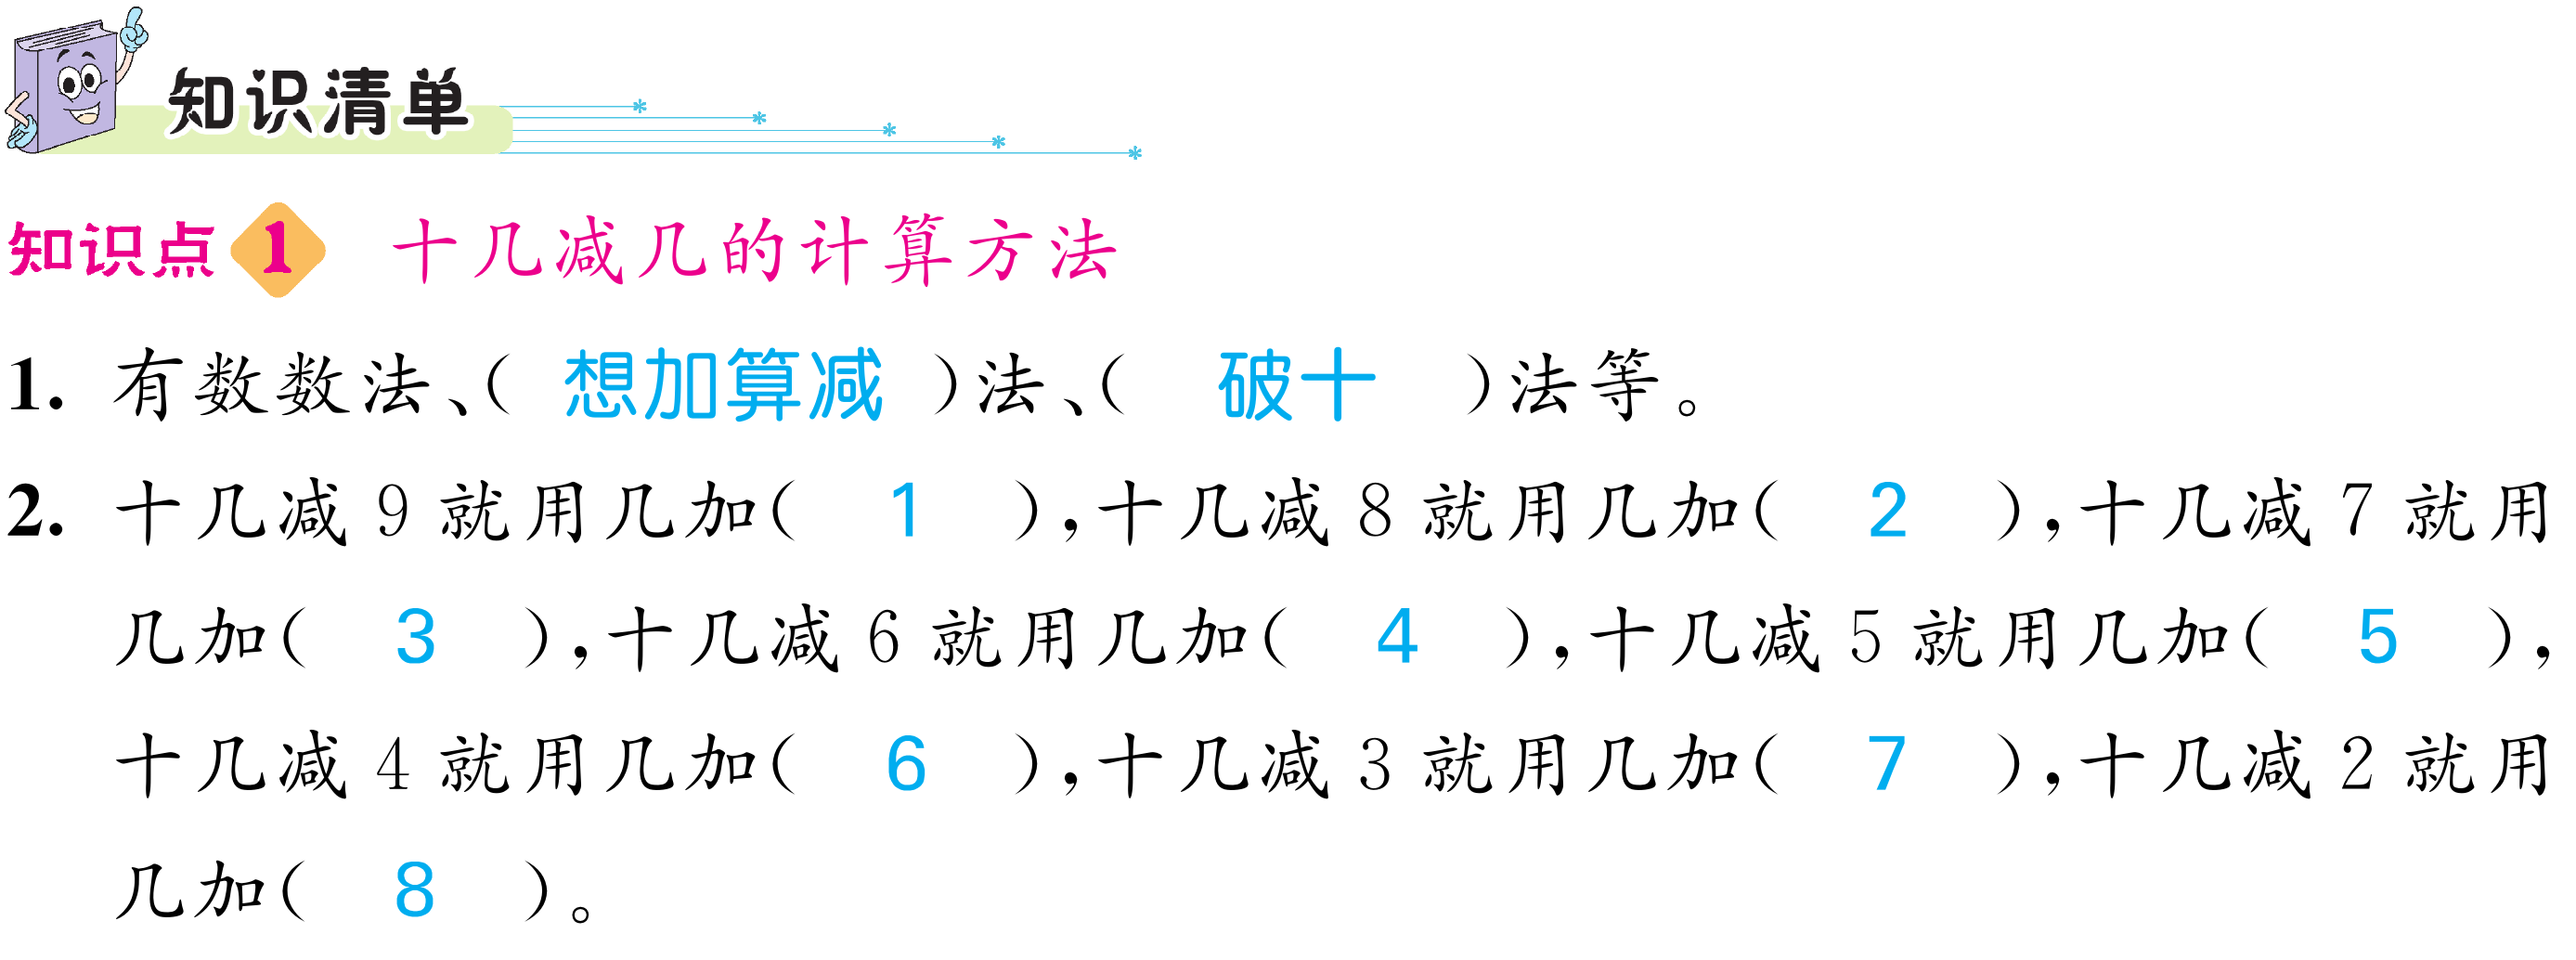 知识清单
知识点 1 十几减几的计算方法
1. 有数数法、( 想加算减 )法、( 破十 )法等。
2. 十几减 9 就用几加( 1 ),十几减 8 就用几加( 2 ),十几减 7 就用
几加( 3 ),十几减 6 就用几加( 4 ),十几减 5 就用几加( 5 ),
十几减 4 就用几加( 6 ),十几减 3 就用几加( 7 ),十几减 2 就用
几加( 8 )。